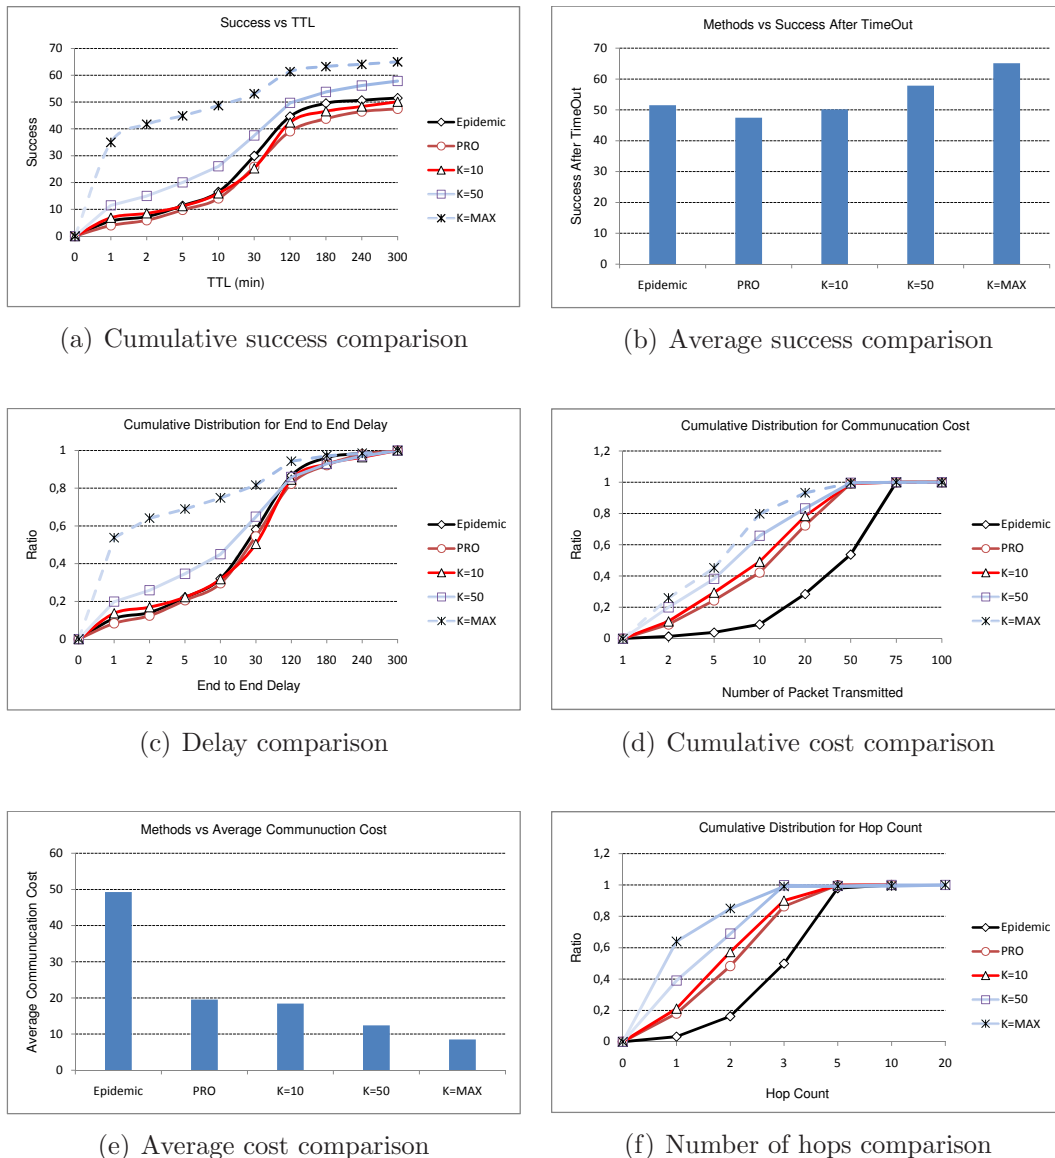 Success vs TTL
Success
70
60
50
40
30
20
10
0
0 1 2 5 10 30 120 180 240 300
TTL (min)
Epidemic
PRO
K=10
K=50
K=MAX
(a) Cumulative success comparison
Methods vs Success After TimeOut
Success After TimeOut
70
60
50
40
30
20
10
0
Epidemic PRO K=10 K=50 K=MAX
(b) Average success comparison
Cumulative Distribution for End to End Delay
Ratio
1
0,8
0,6
0,4
0,2
0
0 1 2 5 10 30 120 180 240 300
End to End Delay
Epidemic
PRO
K=10
K=50
K=MAX
(c) Delay comparison
Cumulative Distribution for Communucation Cost
Ratio
1,2
1
0,8
0,6
0,4
0,2
0
1 2 5 10 20 50 75 100
Number of Packet Transmitted
Epidemic
PRO
K=10
K=50
K=MAX
(d) Cumulative cost comparison
Methods vs Average Communuction Cost
Average Communucation Cost
60
50
40
30
20
10
0
Epidemic PRO K=10 K=50 K=MAX
(e) Average cost comparison
Cumulative Distribution for Hop Count
Ratio
1,2
1
0,8
0,6
0,4
0,2
0
0 1 2 3 5 10 20
Hop Count
Epidemic
PRO
K=10
K=50
K=MAX
(f) Number of hops comparison